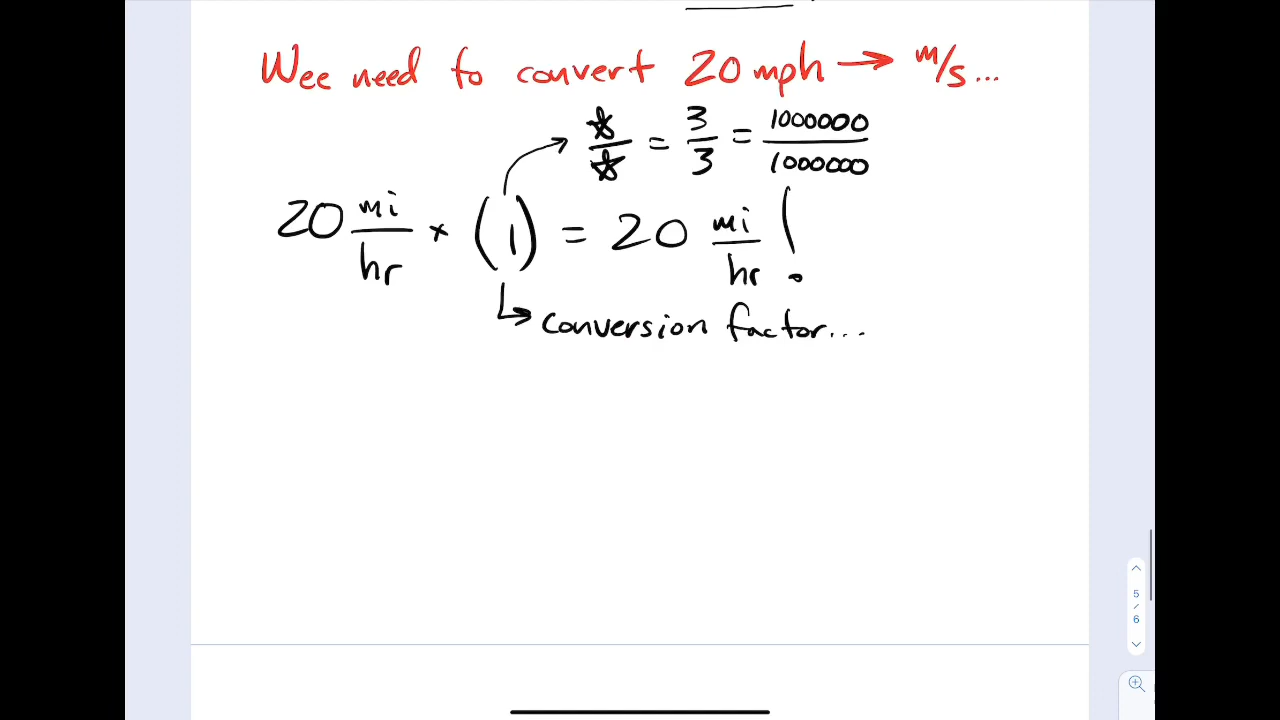 Wee need to convert 20 mph → m/s...
☆/☆ = 3/3 = 1000000/1000000
20 mi/hr × (1) = 20 mi/hr (
↳ conversion factor...
5
/
6